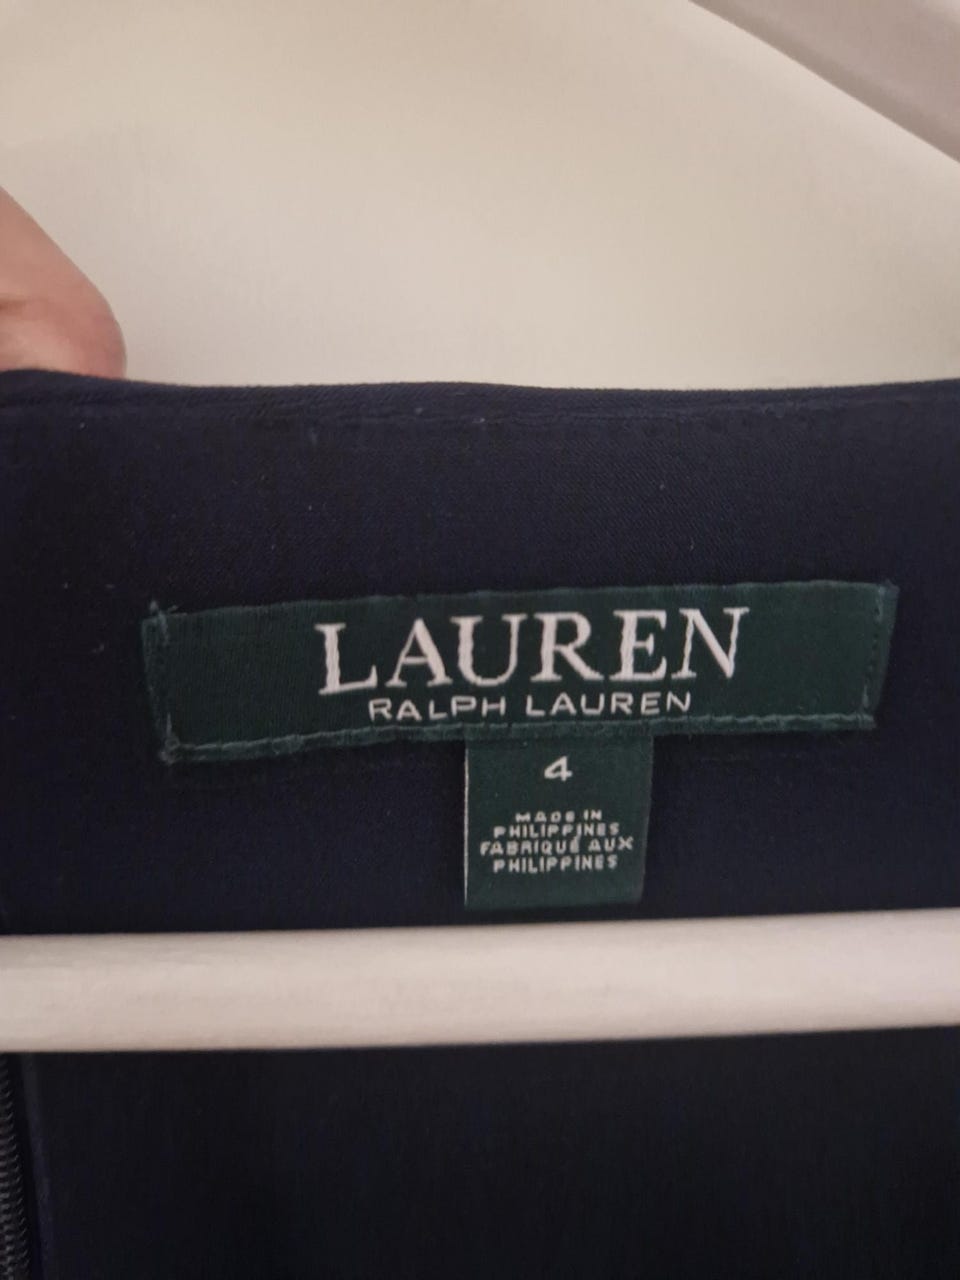 LAUREN
RALPH LAUREN
4
MADE IN
PHILIPPINES
FABRIQUÉ AUX
PHILIPPINES